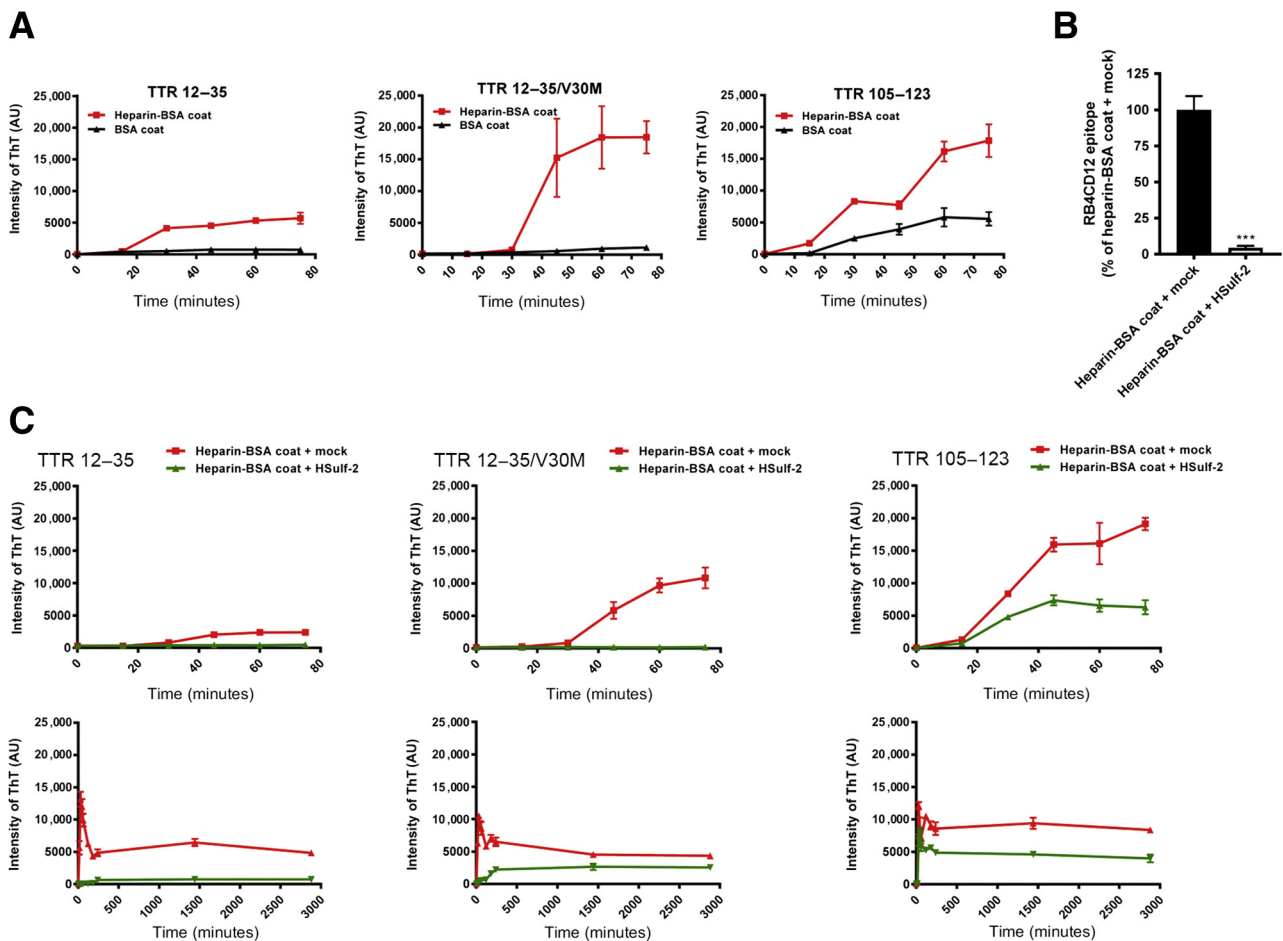 A
TTR 12–35
Heparin-BSA coat
BSA coat
Intensity of ThT (AU)
25,000
20,000
15,000
10,000
5000
0
0 20 40 60 80
Time (minutes)
TTR 12–35/V30M
Heparin-BSA coat
BSA coat
Intensity of ThT (AU)
25,000
20,000
15,000
10,000
5000
0
0 10 20 30 40 50 60 70 80
Time (minutes)
TTR 105–123
Heparin-BSA coat
BSA coat
Intensity of ThT (AU)
25,000
20,000
15,000
10,000
5000
0
0 10 20 30 40 50 60 70 80
Time (minutes)
B
RB4CD12 epitope
(% of heparin-BSA coat + mock)
125
100
75
50
25
0
***
Heparin-BSA coat + mock
Heparin-BSA coat + HSulf-2
C
TTR 12–35
Heparin-BSA coat + mock
Heparin-BSA coat + HSulf-2
Intensity of ThT (AU)
25,000
20,000
15,000
10,000
5000
0
0 20 40 60 80
Time (minutes)
TTR 12–35/V30M
Heparin-BSA coat + mock
Heparin-BSA coat + HSulf-2
Intensity of ThT (AU)
25,000
20,000
15,000
10,000
5000
0
0 20 40 60 80
Time (minutes)
TTR 105–123
Heparin-BSA coat + mock
Heparin-BSA coat + HSulf-2
Intensity of ThT (AU)
25,000
20,000
15,000
10,000
5000
0
0 20 40 60 80
Time (minutes)
Intensity of ThT (AU)
25,000
20,000
15,000
10,000
5000
0
0 500 1000 1500 2000 2500 3000
Time (minutes)
Intensity of ThT (AU)
25,000
20,000
15,000
10,000
5000
0
0 500 1000 1500 2000 2500 3000
Time (minutes)
Intensity of ThT (AU)
25,000
20,000
15,000
10,000
5000
0
0 500 1000 1500 2000 2500 3000
Time (minutes)